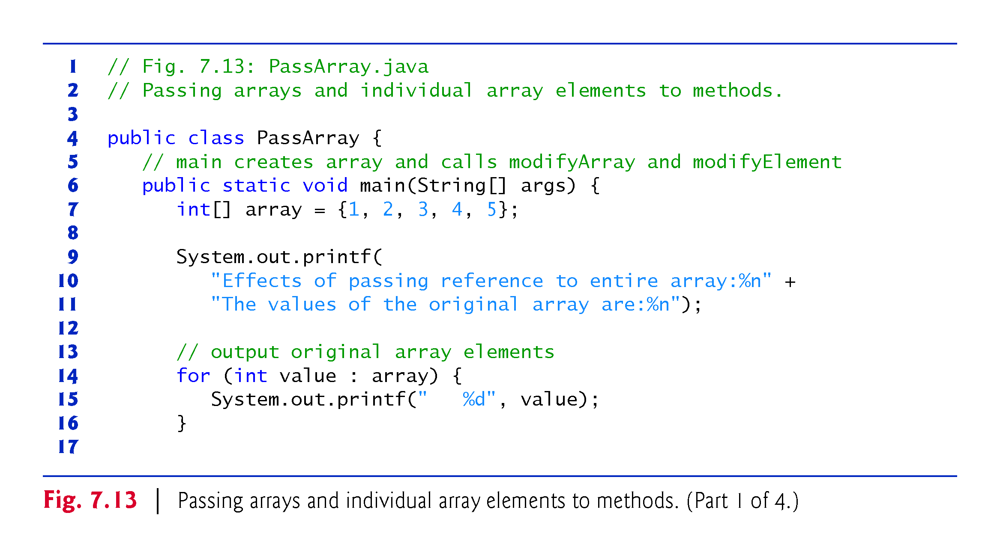 1 // Fig. 7.13: PassArray.java
2 // Passing arrays and individual array elements to methods.
3
4 public class PassArray {
5    // main creates array and calls modifyArray and modifyElement
6    public static void main(String[] args) {
7       int[] array = {1, 2, 3, 4, 5};
8
9       System.out.printf(
10          "Effects of passing reference to entire array:%n" +
11          "The values of the original array are:%n");
12
13       // output original array elements
14       for (int value : array) {
15          System.out.printf("   %d", value);
16       }
17
Fig. 7.13 | Passing arrays and individual array elements to methods. (Part 1 of 4.)